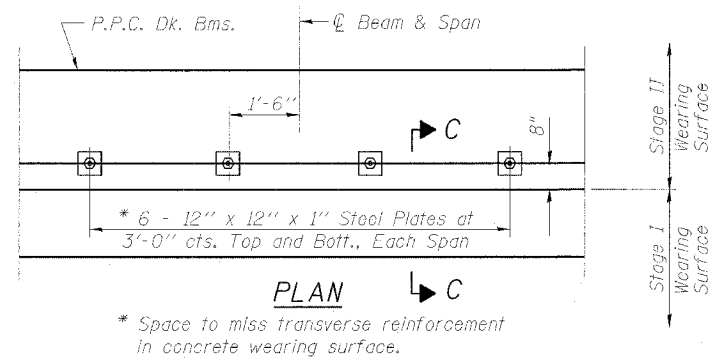 P.P.C. Dk. Bms.
℄ Beam & Span
1'-6"
C
8"
Stage II
Wearing
Surface
* 6 - 12" x 12" x 1" Steel Plates at
3'-0" cts. Top and Bott., Each Span
Stage I
Wearing
Surface
PLAN
C
* Space to miss transverse reinforcement
in concrete wearing surface.